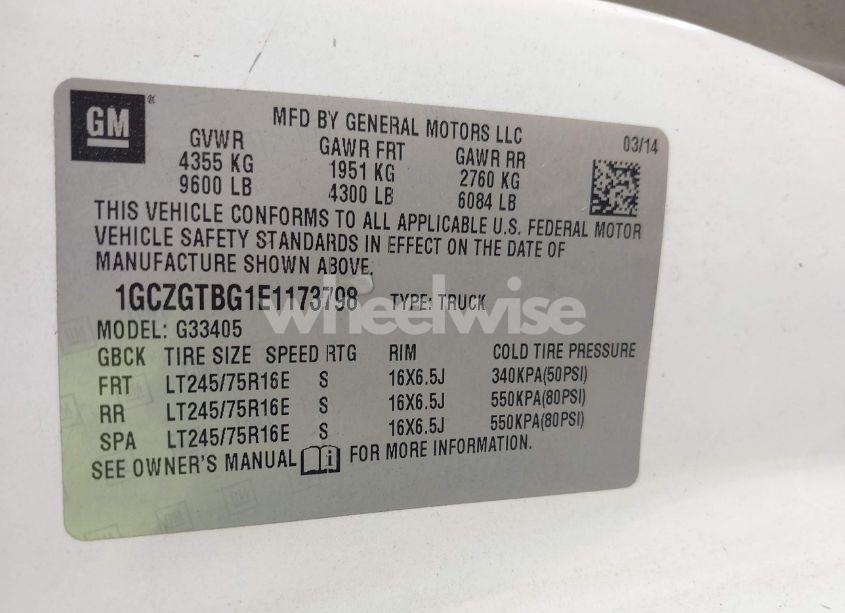 GM
MFD BY GENERAL MOTORS LLC
03/14
GVWR GAWR FRT GAWR RR
4355 KG 1951 KG 2760 KG
9600 LB 4300 LB 6084 LB
THIS VEHICLE CONFORMS TO ALL APPLICABLE U.S. FEDERAL MOTOR
VEHICLE SAFETY STANDARDS IN EFFECT ON THE DATE OF
MANUFACTURE SHOWN ABOVE.
1GCZGTBG1E1173798 TYPE: TRUCK
wheelwise
MODEL: G33405
GBCK TIRE SIZE SPEED RTG RIM COLD TIRE PRESSURE
FRT LT245/75R16E S 16X6.5J 340KPA(50PSI)
RR LT245/75R16E S 16X6.5J 550KPA(80PSI)
SPA LT245/75R16E S 16X6.5J 550KPA(80PSI)
SEE OWNER'S MANUAL i FOR MORE INFORMATION.